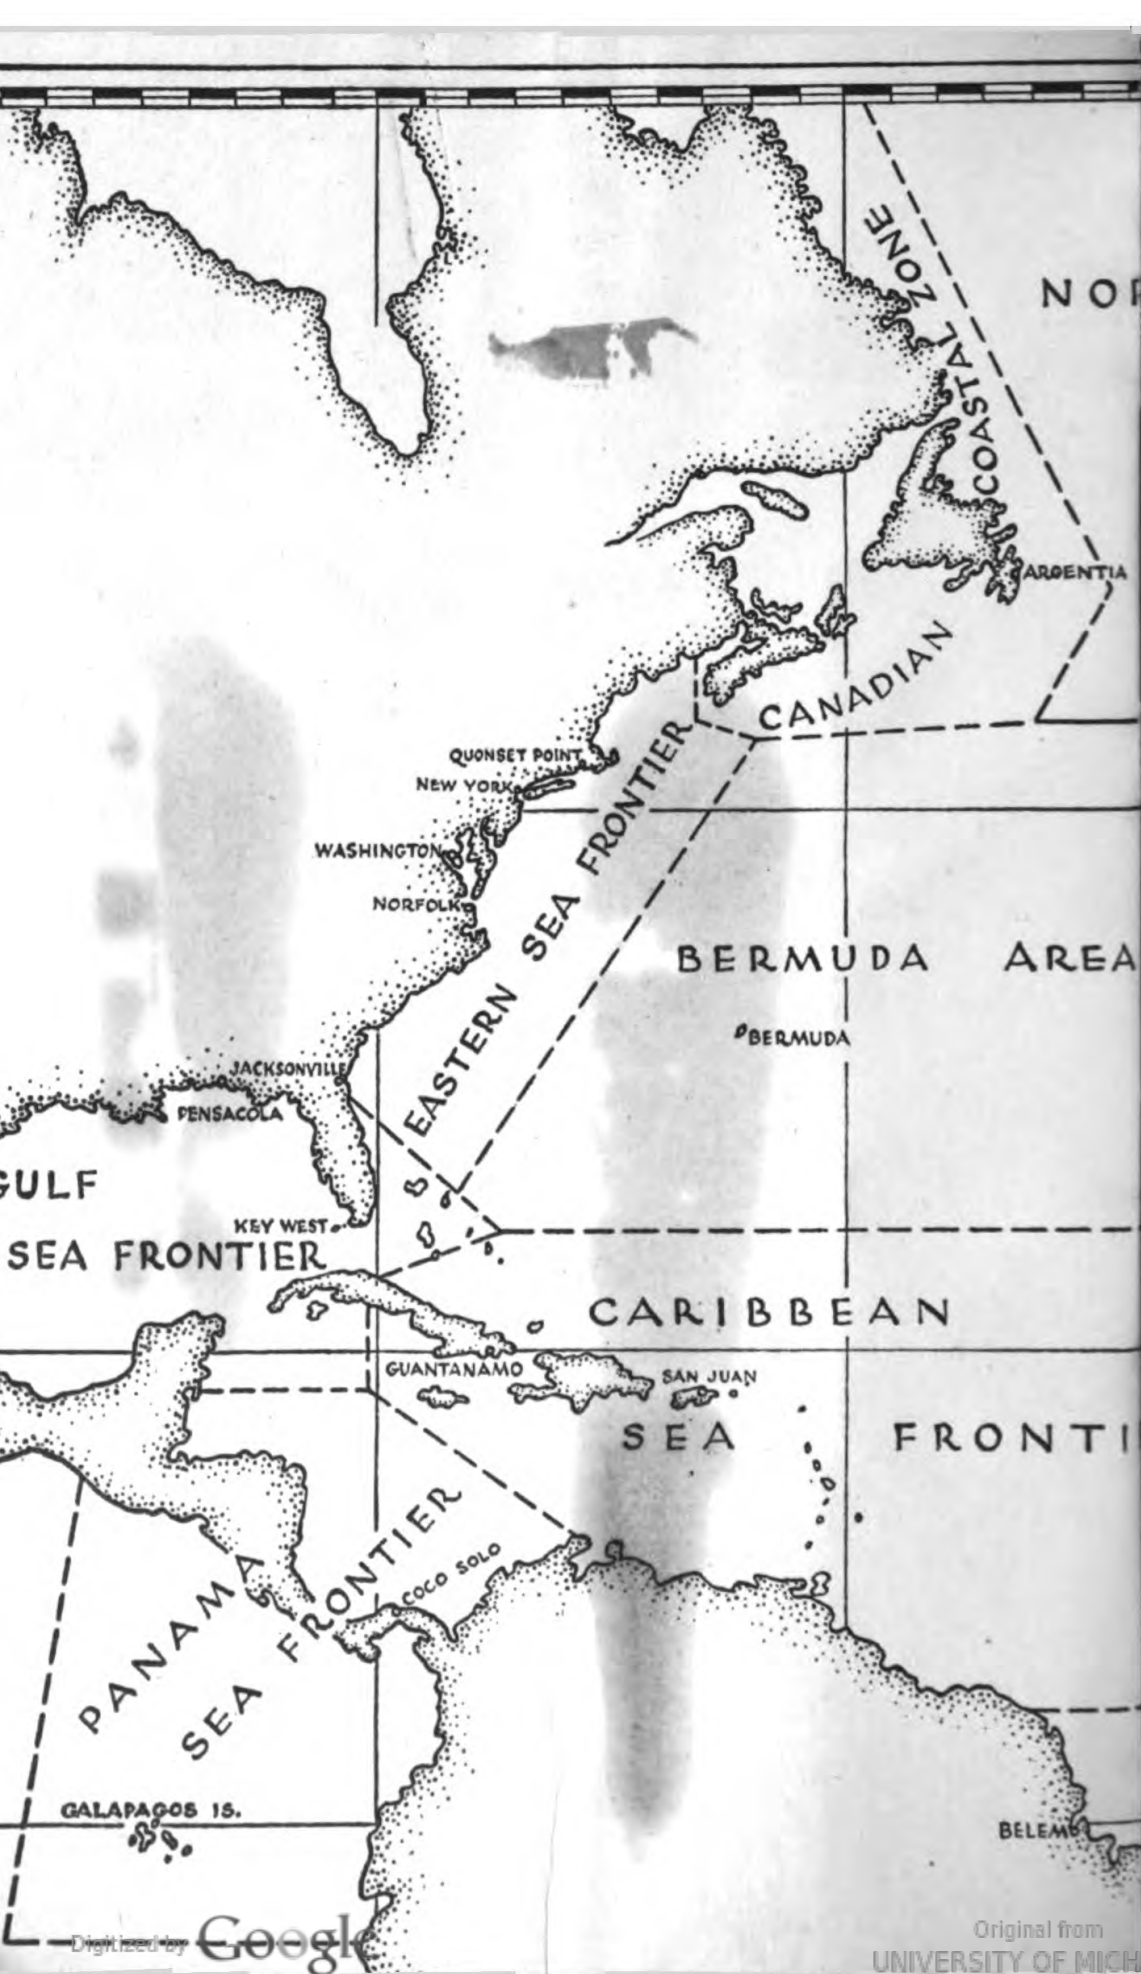 COASTAL ZONE
NOR
ARGENTIA
CANADIAN
QUONSET POINT
NEW YORK
EASTERN SEA FRONTIER
WASHINGTON
NORFOLK
BERMUDA AREA
BERMUDA
JACKSONVILLE
PENSACOLA
GULF
KEY WEST
SEA FRONTIER
CARIBBEAN
GUANTANAMO
SAN JUAN
SEA FRONTI
PANAMA
SEA FRONTIER
COCO SOLO
GALAPAGOS IS.
BELEM
Digitized by Google
Original from
UNIVERSITY OF MICH